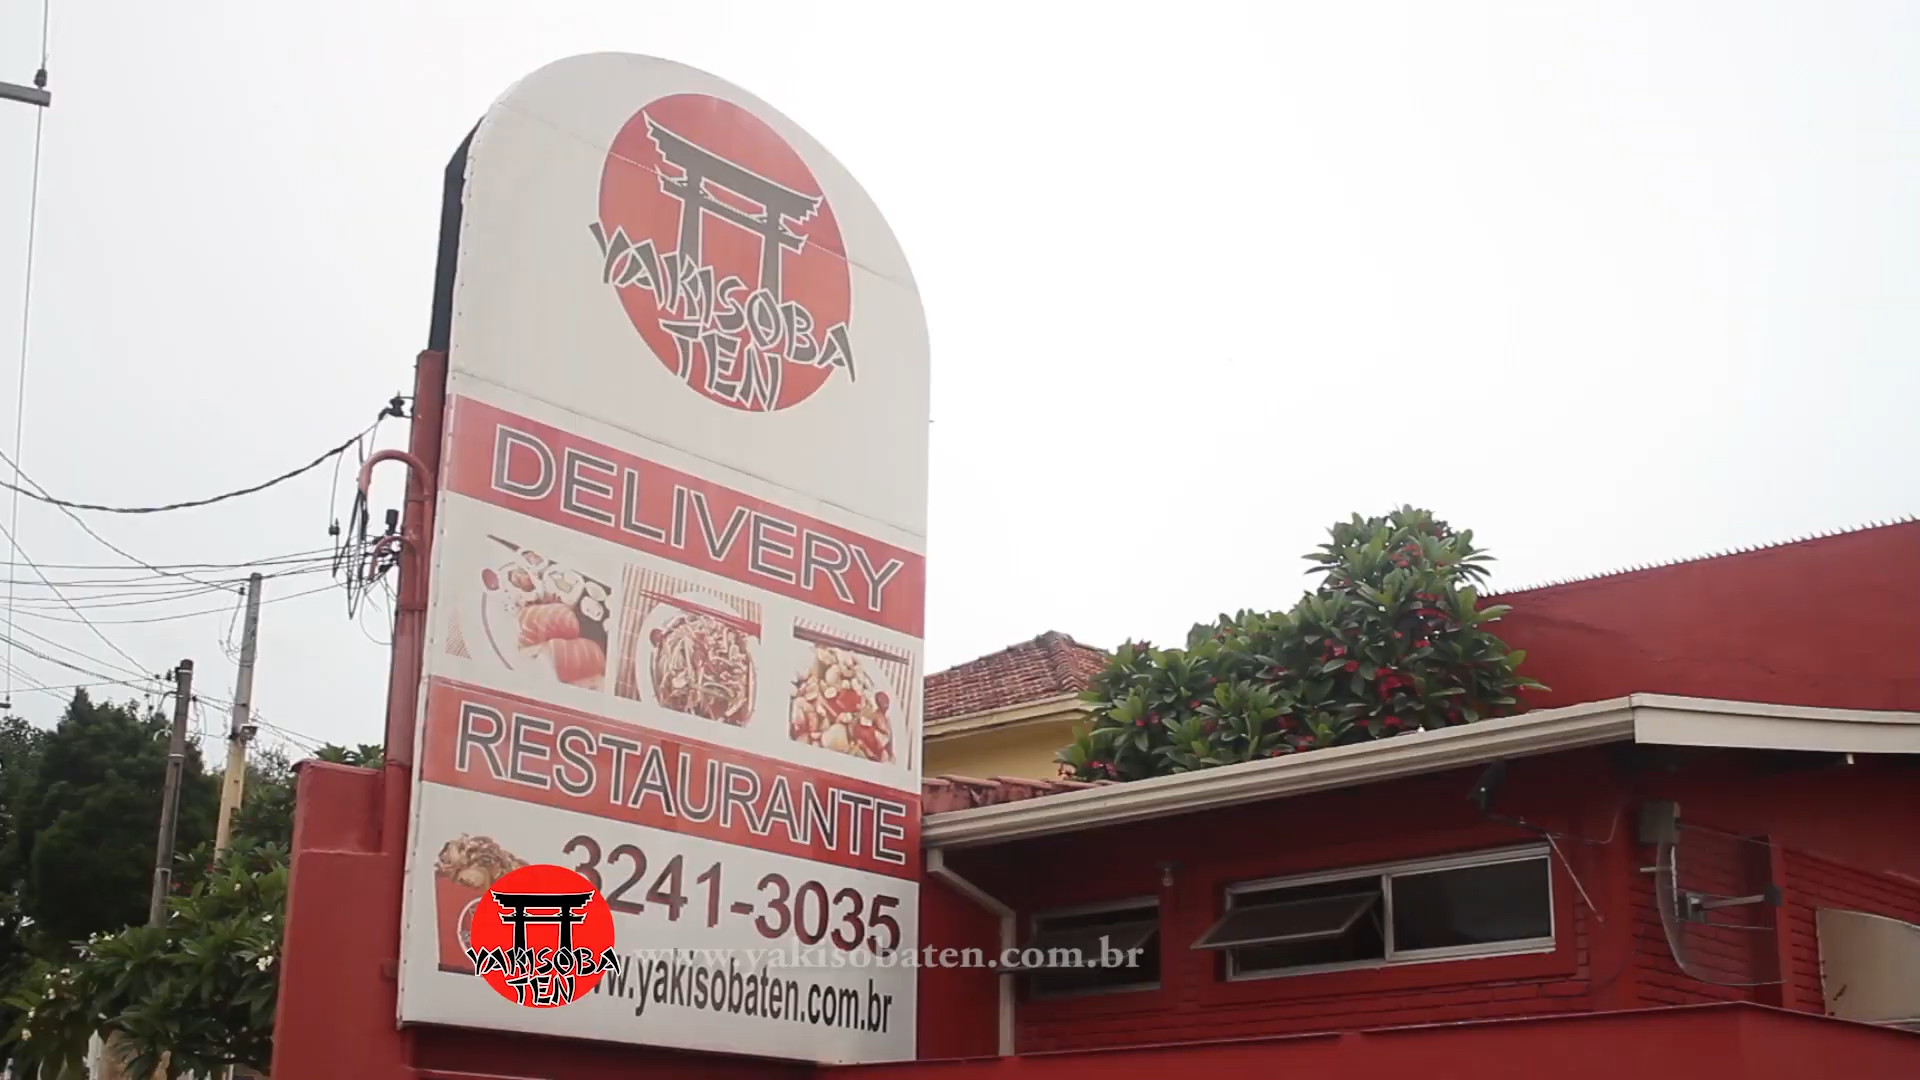 YAKISOBA
TEN
DELIVERY
RESTAURANTE
3241-3035
www.yakisobaten.com.br
YAKISOBA
TEN
www.yakisobaten.com.br